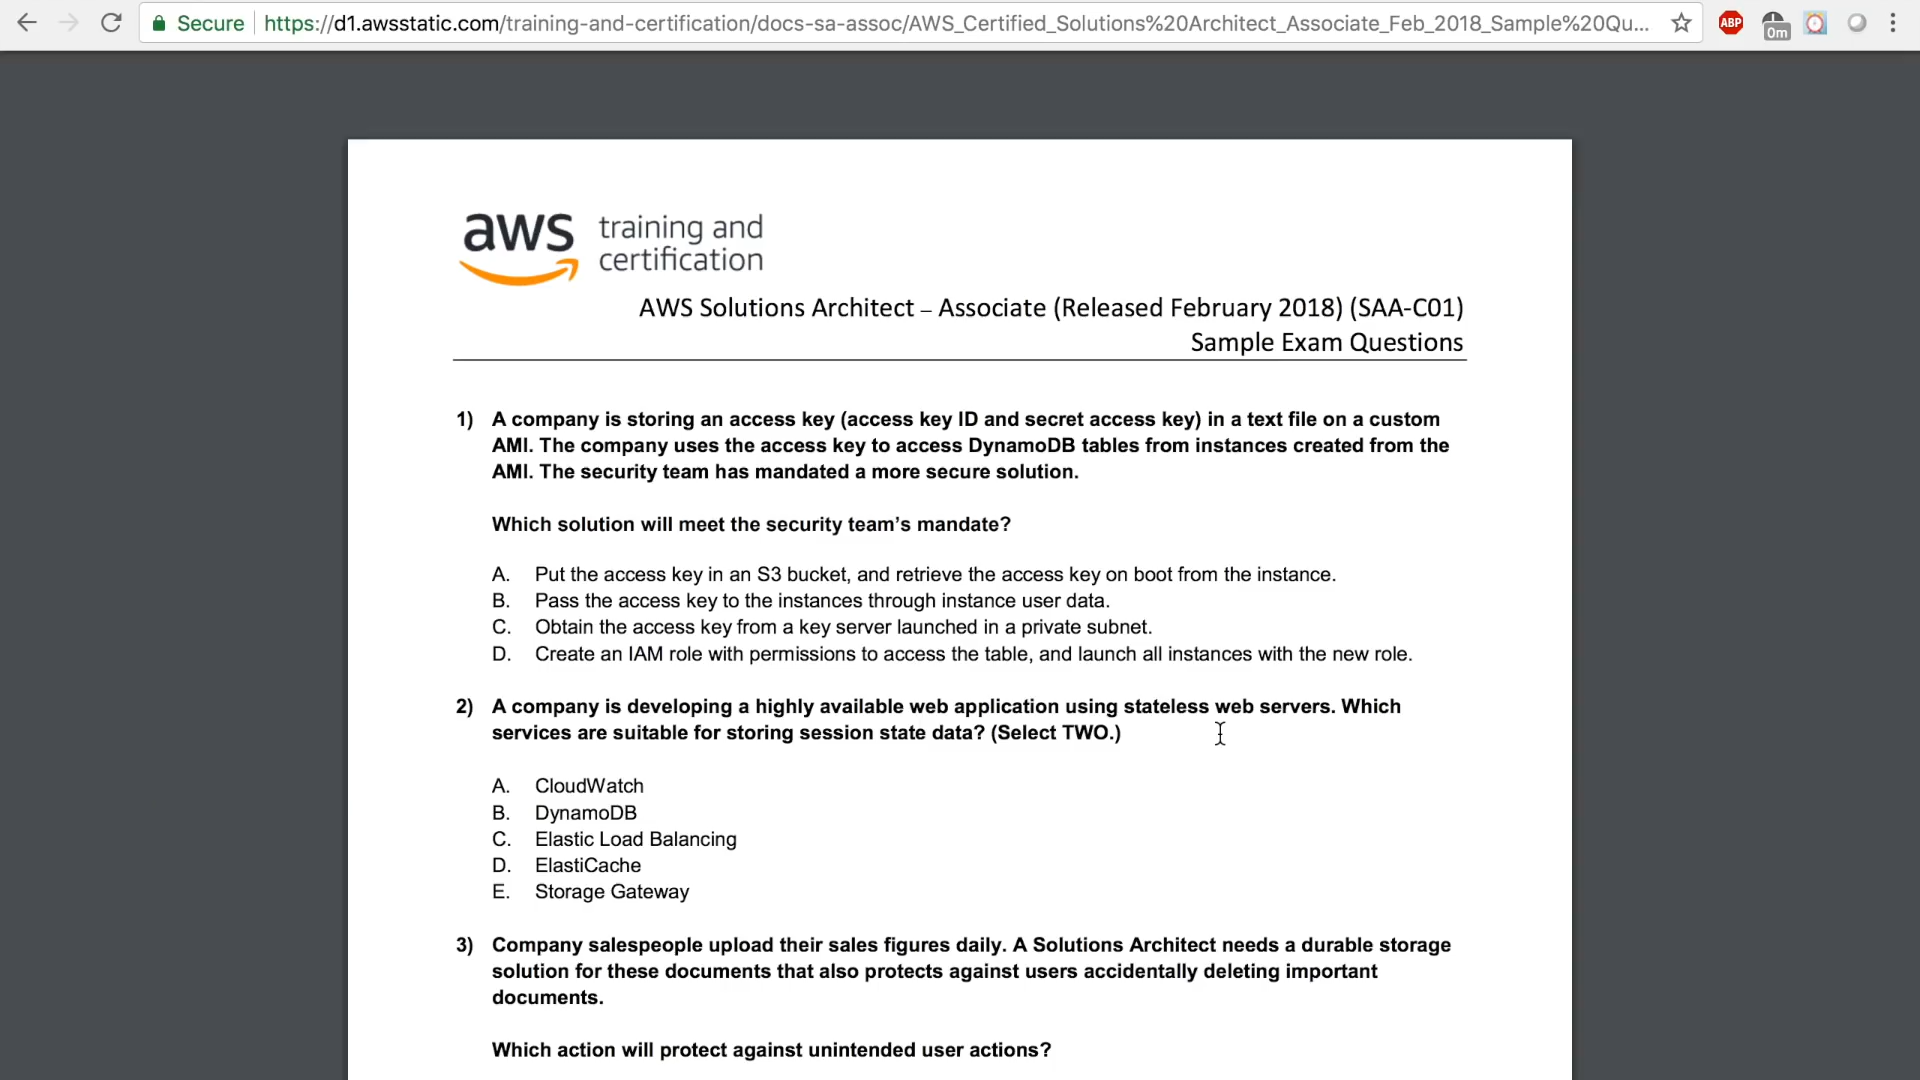 Secure https://d1.awsstatic.com/training-and-certification/docs-sa-assoc/AWS_Certified_Solutions%20Architect_Associate_Feb_2018_Sample%20Qu... ABP 0m
aws training and
certification
AWS Solutions Architect – Associate (Released February 2018) (SAA-C01)
Sample Exam Questions
1) A company is storing an access key (access key ID and secret access key) in a text file on a custom
AMI. The company uses the access key to access DynamoDB tables from instances created from the
AMI. The security team has mandated a more secure solution.
Which solution will meet the security team’s mandate?
A. Put the access key in an S3 bucket, and retrieve the access key on boot from the instance.
B. Pass the access key to the instances through instance user data.
C. Obtain the access key from a key server launched in a private subnet.
D. Create an IAM role with permissions to access the table, and launch all instances with the new role.
2) A company is developing a highly available web application using stateless web servers. Which
services are suitable for storing session state data? (Select TWO.)
A. CloudWatch
B. DynamoDB
C. Elastic Load Balancing
D. ElastiCache
E. Storage Gateway
3) Company salespeople upload their sales figures daily. A Solutions Architect needs a durable storage
solution for these documents that also protects against users accidentally deleting important
documents.
Which action will protect against unintended user actions?